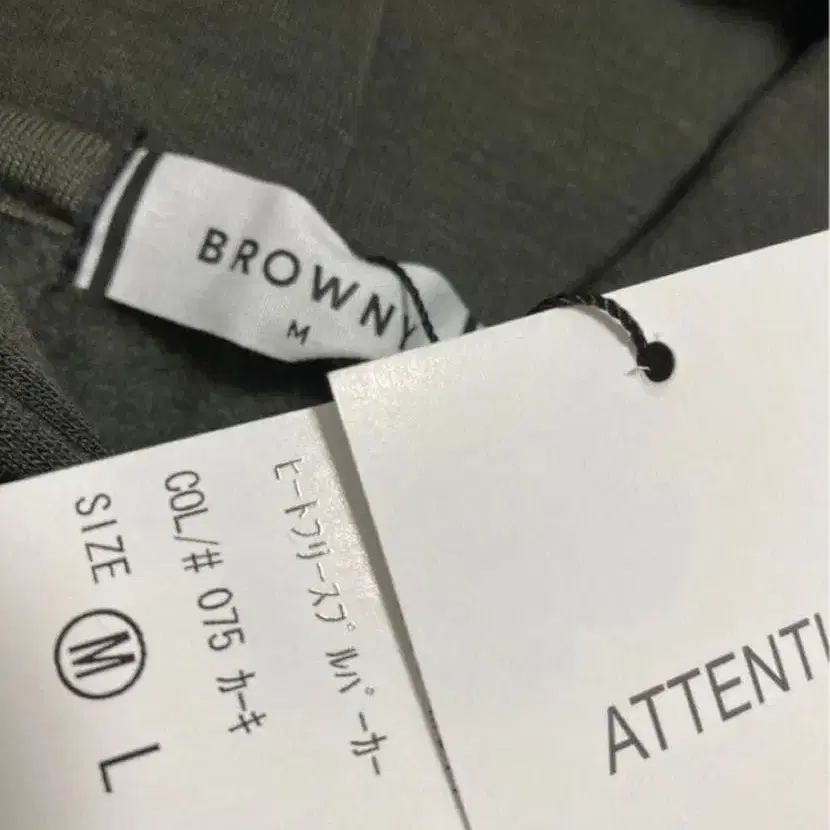 BROWNY
M
ﾋｰﾄﾌﾘｰｽﾌﾟﾙﾊﾟｰｶｰ
COL/# 075 ｶｰｷ
SIZE Ⓜ L
ATTENTI